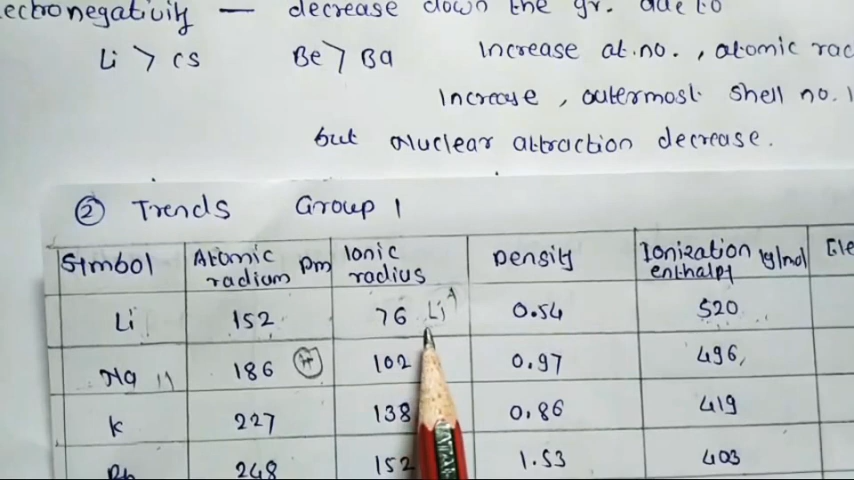 ectronegativity — decrease down the gr. due to
Li > cs Be > Ba Increase at.no., atomic rad
Increase, outermost shell no. I
but Nuclear attraction decrease.
② Trends Group 1
Simbol Atomic radium pm Ionic radius Density Ionization enthalpy kj/mol Ele
Li 152 76 Li 0.54 520
Na 11 186 102 0.97 496
K 227 138 0.86 419
Rb 248 152 1.53 403